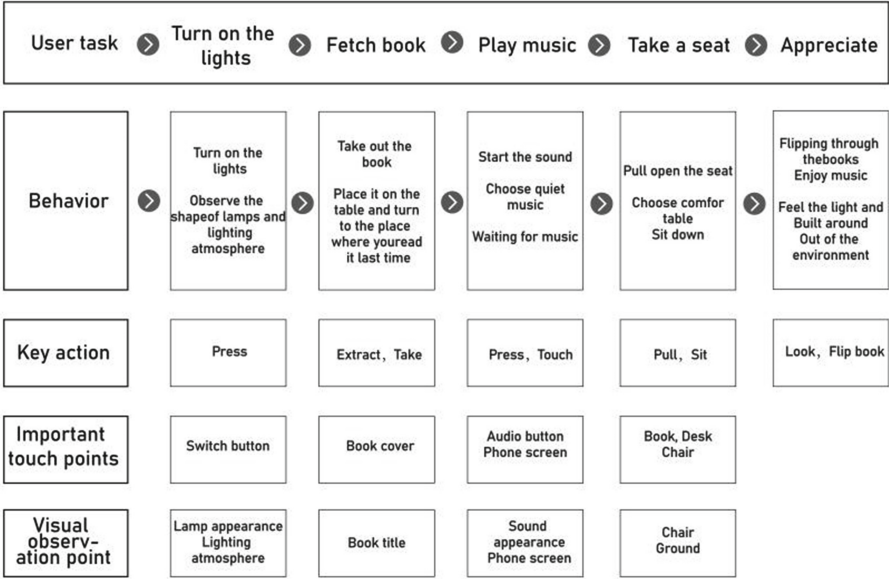 User task
Turn on the
lights
Fetch book
Play music
Take a seat
Appreciate
Behavior
Turn on the
lights
Observe the
shapeof lamps and
lighting
atmosphere
Take out the
book
Place it on the
table and turn
to the place
where youread
it last time
Start the sound
Choose quiet
music
Waiting for music
Pull open the seat
Choose comfor
table
Sit down
Flipping through
thebooks
Enjoy music
Feel the light and
Built around
Out of the
environment
Key action
Press
Extract, Take
Press, Touch
Pull, Sit
Look, Flip book
Important
touch points
Switch button
Book cover
Audio button
Phone screen
Book, Desk
Chair
Visual
observ-
ation point
Lamp appearance
Lighting
atmosphere
Book title
Sound
appearance
Phone screen
Chair
Ground